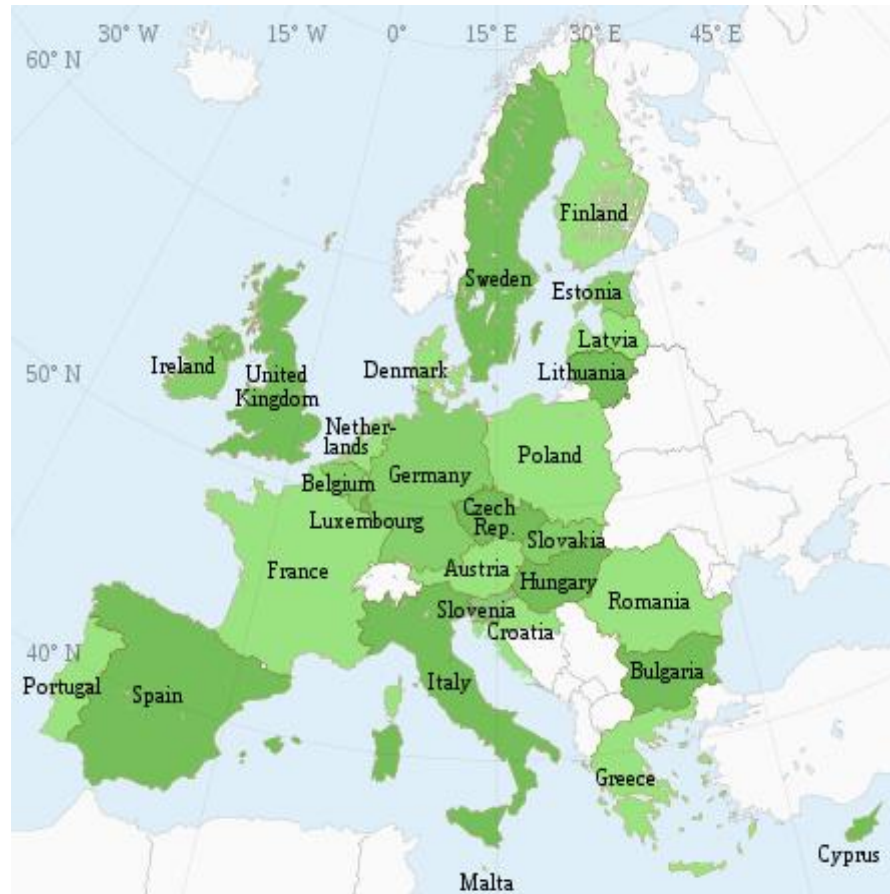 30° W
15° W
0°
15° E
30° E
45° E
60° N
Finland
Sweden
Estonia
Latvia
Lithuania
Ireland
United
Kingdom
Denmark
50° N
Nether-
lands
Belgium
Germany
Poland
Luxembourg
Czech
Rep.
Slovakia
France
Austria
Hungary
Romania
Slovenia
Croatia
40° N
Portugal
Spain
Italy
Bulgaria
Greece
Cyprus
Malta